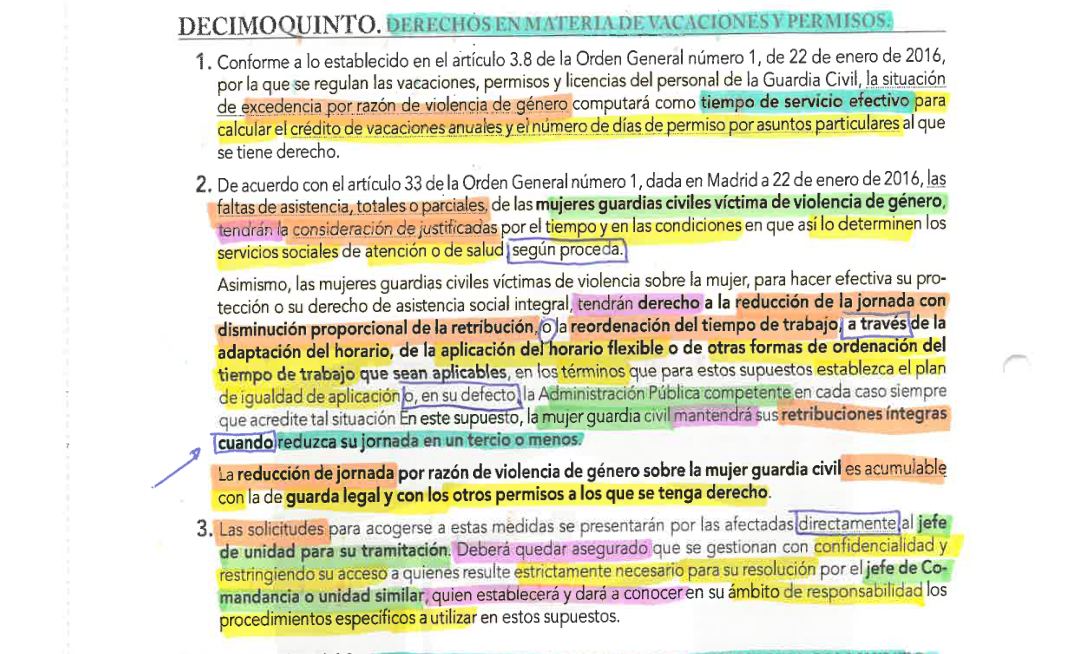 DECIMOQUINTO. DERECHOS EN MATERIA DE VACACIONES Y PERMISOS.
1. Conforme a lo establecido en el artículo 3.8 de la Orden General número 1, de 22 de enero de 2016,
por la que se regulan las vacaciones, permisos y licencias del personal de la Guardia Civil, la situación
de excedencia por razón de violencia de género computará como tiempo de servicio efectivo para
calcular el crédito de vacaciones anuales y el número de días de permiso por asuntos particulares al que
se tiene derecho.
2. De acuerdo con el artículo 33 de la Orden General número 1, dada en Madrid a 22 de enero de 2016, las
faltas de asistencia, totales o parciales, de las mujeres guardias civiles víctima de violencia de género,
tendrán la consideración de justificadas por el tiempo y en las condiciones en que así lo determinen los
servicios sociales de atención o de salud, según proceda.
Asimismo, las mujeres guardias civiles víctimas de violencia sobre la mujer, para hacer efectiva su pro-
tección o su derecho de asistencia social integral, tendrán derecho a la reducción de la jornada con
disminución proporcional de la retribución, o la reordenación del tiempo de trabajo, a través de la
adaptación del horario, de la aplicación del horario flexible o de otras formas de ordenación del
tiempo de trabajo que sean aplicables, en los términos que para estos supuestos establezca el plan
de igualdad de aplicación o, en su defecto, la Administración Pública competente en cada caso siempre
que acredite tal situación En este supuesto, la mujer guardia civil mantendrá sus retribuciones íntegras
cuando reduzca su jornada en un tercio o menos.
La reducción de jornada por razón de violencia de género sobre la mujer guardia civil es acumulable
con la de guarda legal y con los otros permisos a los que se tenga derecho.
3. Las solicitudes para acogerse a estas medidas se presentarán por las afectadas directamente al jefe
de unidad para su tramitación. Deberá quedar asegurado que se gestionan con confidencialidad y
restringiendo su acceso a quienes resulte estrictamente necesario para su resolución por el jefe de Co-
mandancia o unidad similar, quien establecerá y dará a conocer en su ámbito de responsabilidad los
procedimientos específicos a utilizar en estos supuestos.